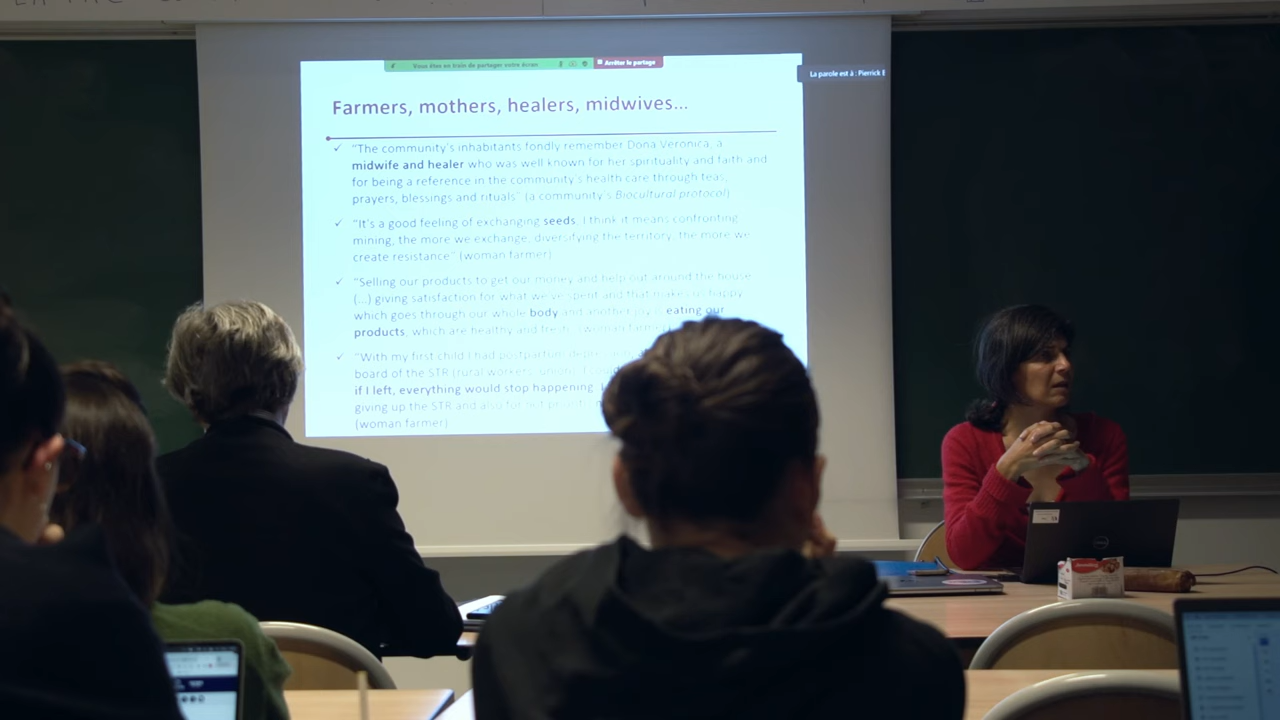 Vous êtes en train de partager votre écran
Arrêter le partage
La parole est à : Pierrick
Farmers, mothers, healers, midwives...
"The community's inhabitants fondly remember Dona Veronica, a
midwife and healer who was well known for her spirituality and faith and
for being a reference in the community's health care through teas,
prayers, blessings and rituals" (a community's Biocultural protocol)
"It's a good feeling of exchanging seeds. I think it means confronting
mining, the more we exchange, diversifying the territory, the more we
create resistance" (woman farmer)
"Selling our products to get our money and help out around the house
(...) giving satisfaction for what we've spent and that makes us happy
which goes through our whole body and another joy is eating our
products, which are healthy and fresh" (woman farmer)
"With my first child I had postpartum
board of the STR (rural workers' union). I
if I left, everything would stop happening.
giving up the STR and also for not
(woman farmer)
DELL